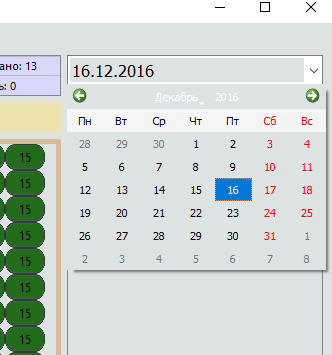 ано: 13
ь: 0
16.12.2016
Декабрь 2016
Пн Вт Ср Чт Пт Сб Вс
28 29 30 1 2 3 4
5 6 7 8 9 10 11
12 13 14 15 16 17 18
19 20 21 22 23 24 25
26 27 28 29 30 31 1
2 3 4 5 6 7 8
15
15
15
15
15
15
15
15